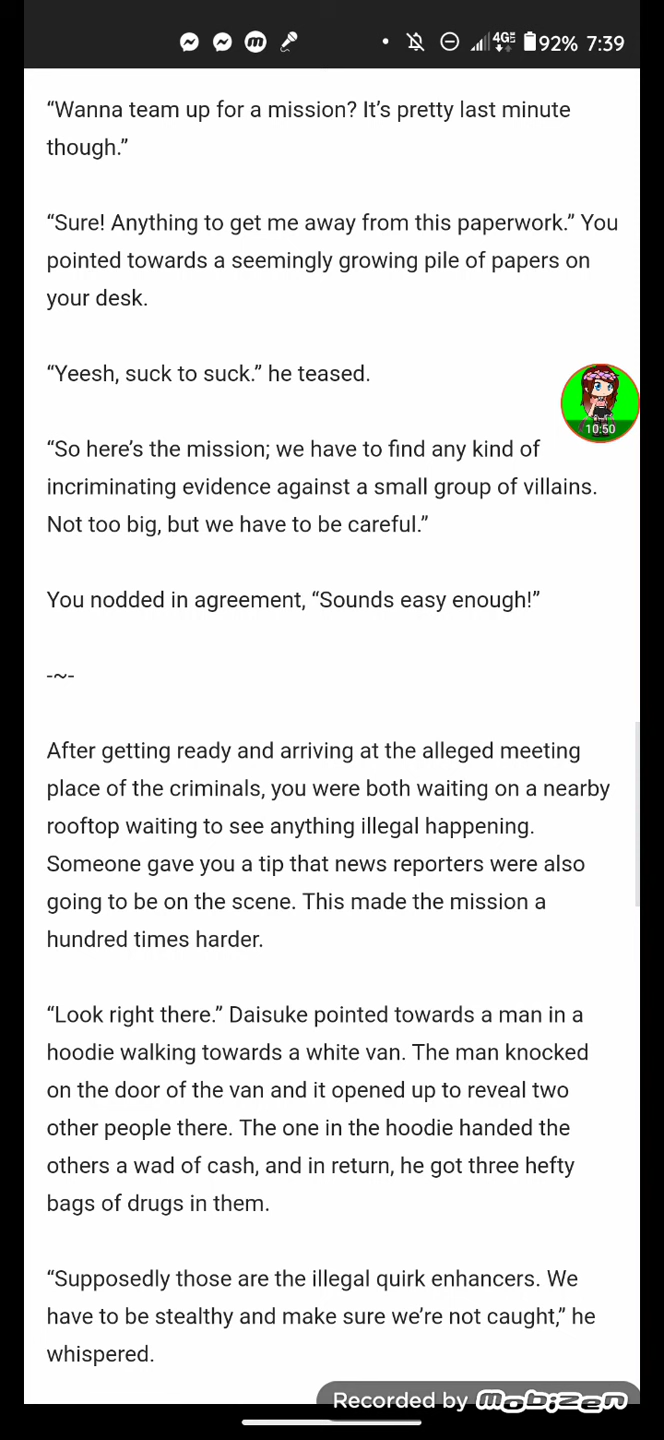 92% 7:39
4GE
“Wanna team up for a mission? It’s pretty last minute
though.”
“Sure! Anything to get me away from this paperwork.” You
pointed towards a seemingly growing pile of papers on
your desk.
“Yeesh, suck to suck.” he teased.
10:50
“So here’s the mission; we have to find any kind of
incriminating evidence against a small group of villains.
Not too big, but we have to be careful.”
You nodded in agreement, “Sounds easy enough!”
-~-
After getting ready and arriving at the alleged meeting
place of the criminals, you were both waiting on a nearby
rooftop waiting to see anything illegal happening.
Someone gave you a tip that news reporters were also
going to be on the scene. This made the mission a
hundred times harder.
“Look right there.” Daisuke pointed towards a man in a
hoodie walking towards a white van. The man knocked
on the door of the van and it opened up to reveal two
other people there. The one in the hoodie handed the
others a wad of cash, and in return, he got three hefty
bags of drugs in them.
“Supposedly those are the illegal quirk enhancers. We
have to be stealthy and make sure we’re not caught,” he
whispered.
Recorded by Mobizen